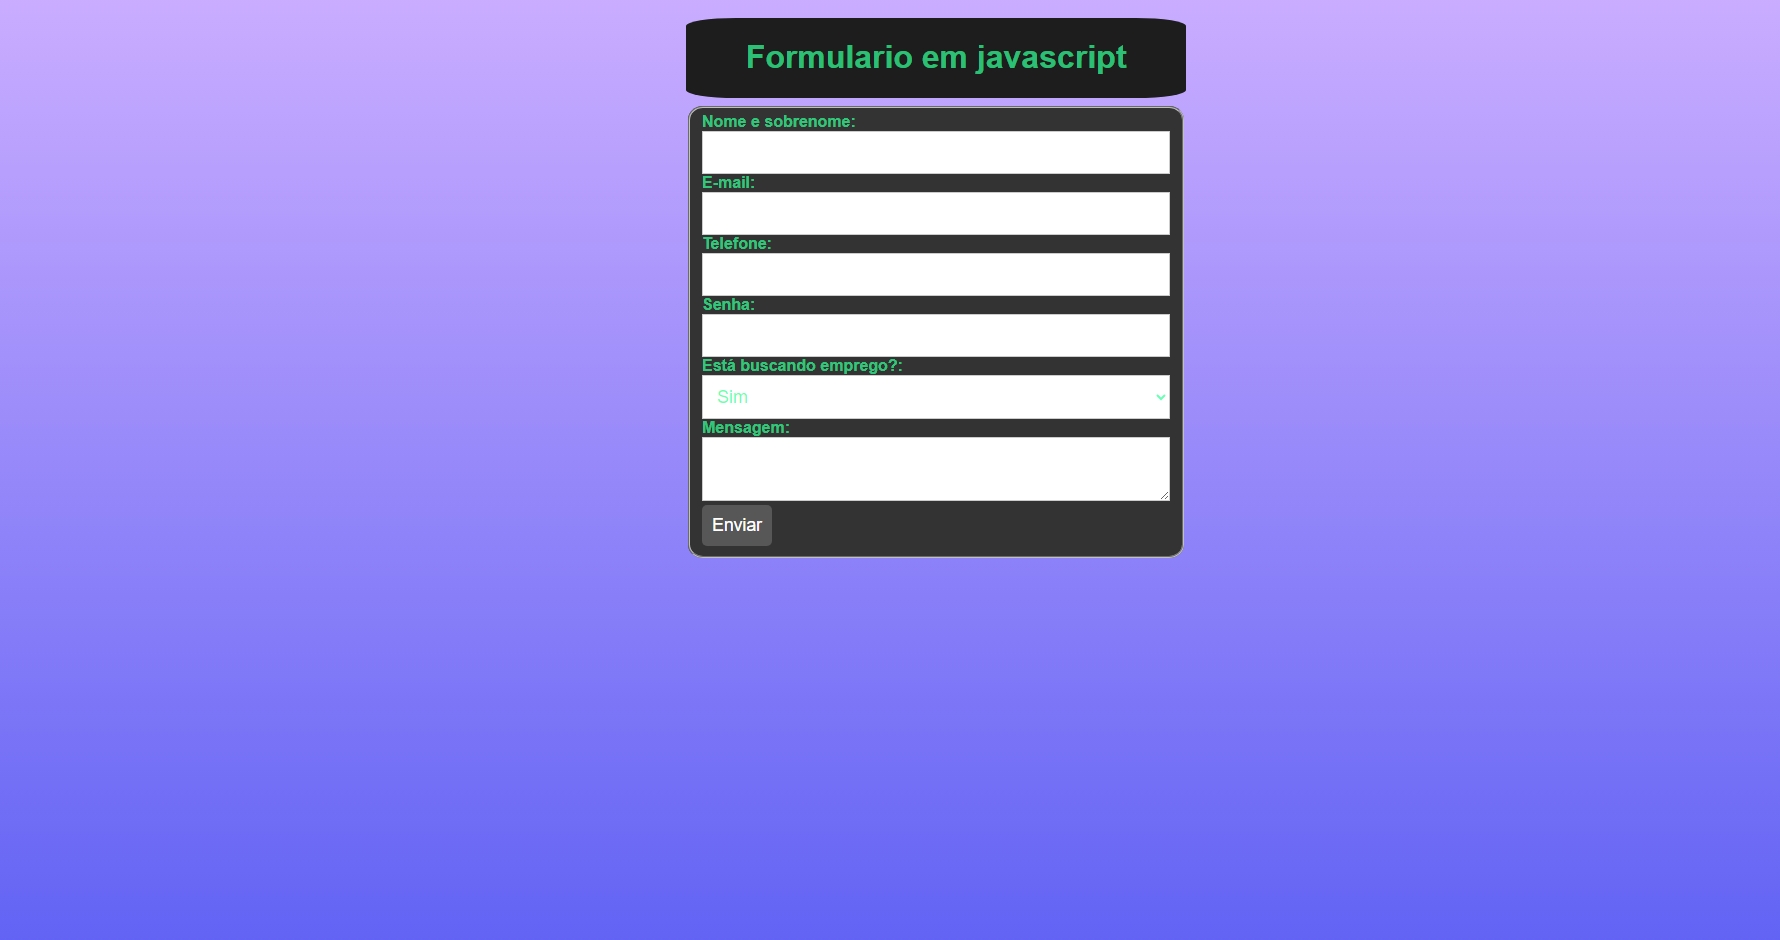 Formulario em javascript
Nome e sobrenome:
E-mail:
Telefone:
Senha:
Está buscando emprego?:
Sim
Mensagem:
Enviar